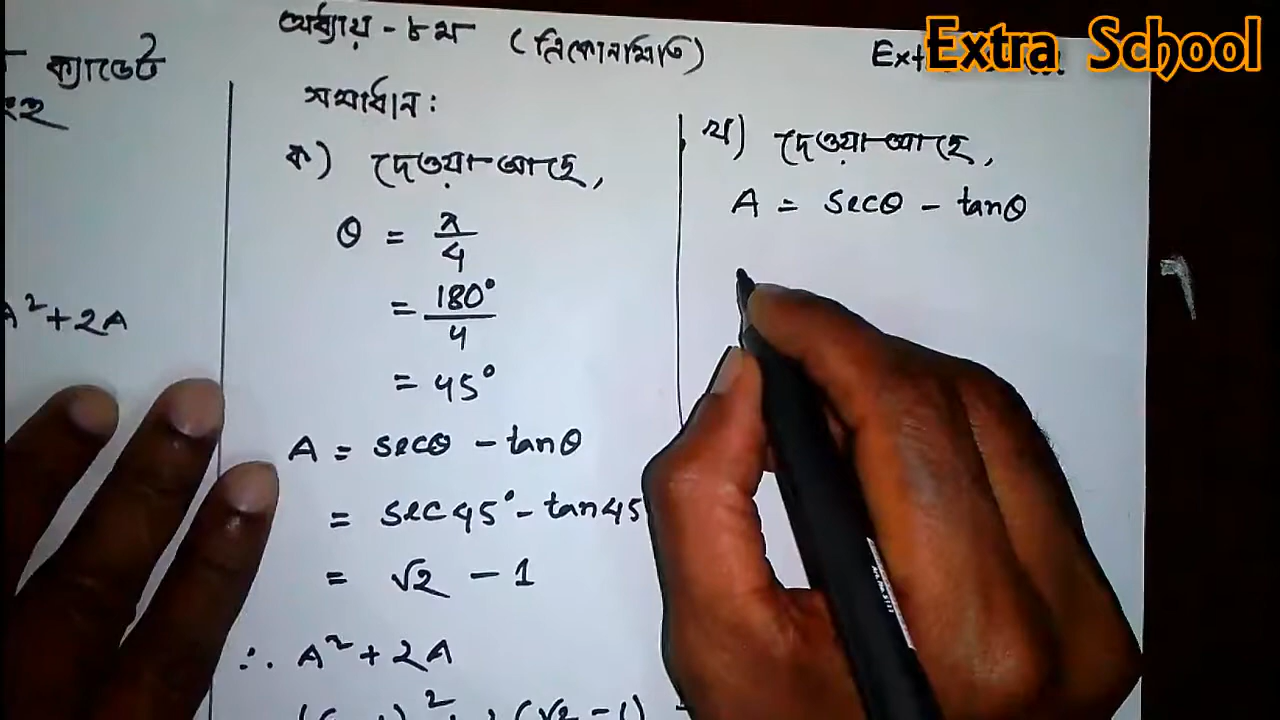 অধ্যায় - ৮ম (ত্রিকোনমিতি)
Extra School
ক্যাডেট
সমাধান :
ক) দেওয়া আছে,
θ = π/4
= 180°/4
= 45°
A = secθ - tanθ
= sec45° - tan45
= √2 - 1
∴ A² + 2A
A² + 2A
খ) দেওয়া আছে,
A = secθ - tanθ